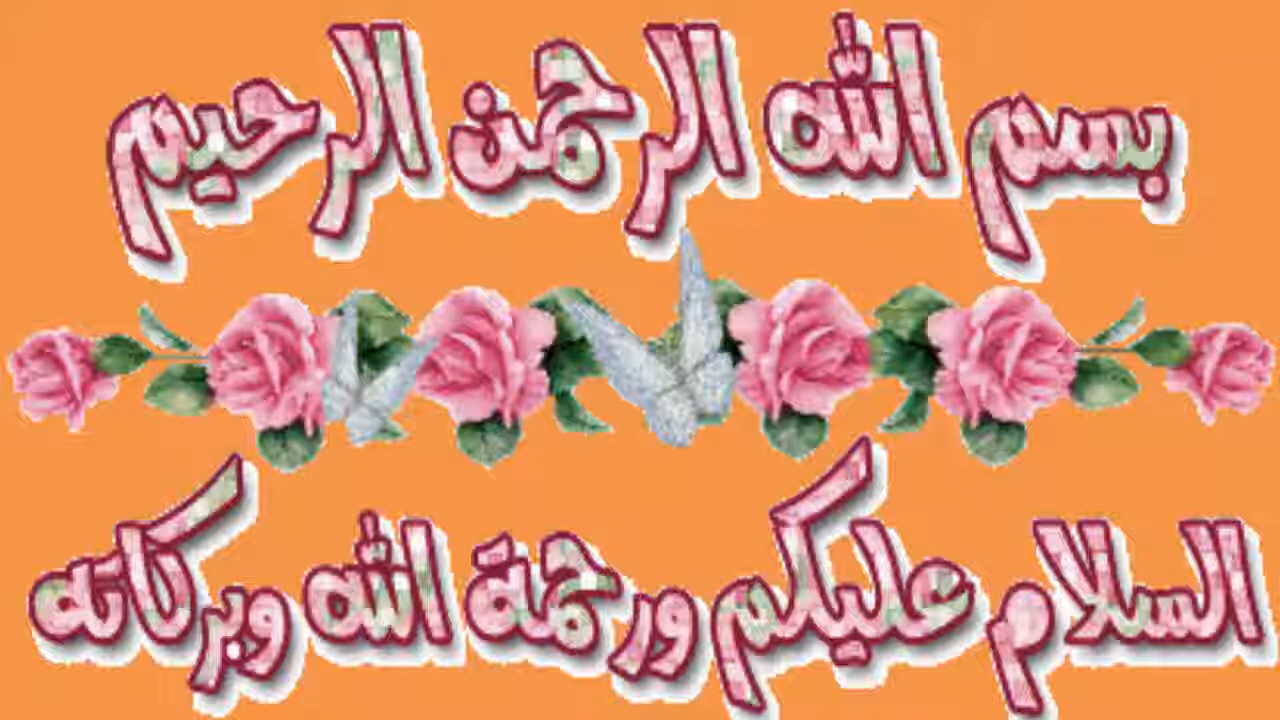 بسم الله الرحمن الرحيم
السلام عليكم ورحمة الله وبركاته